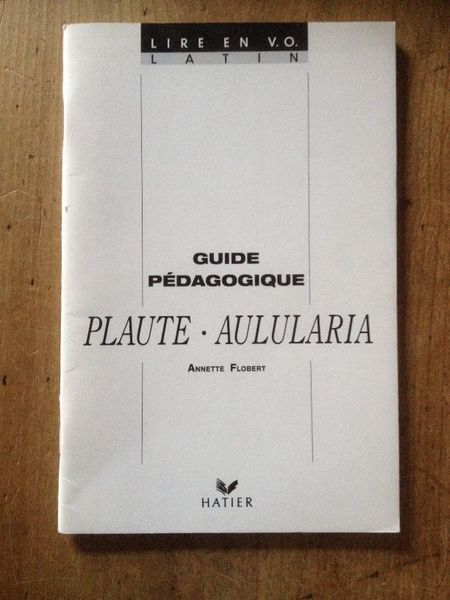 LIRE EN V.O.
LATIN
GUIDE
PÉDAGOGIQUE
PLAUTE · AULULARIA
ANNETTE FLOBERT
HATIER